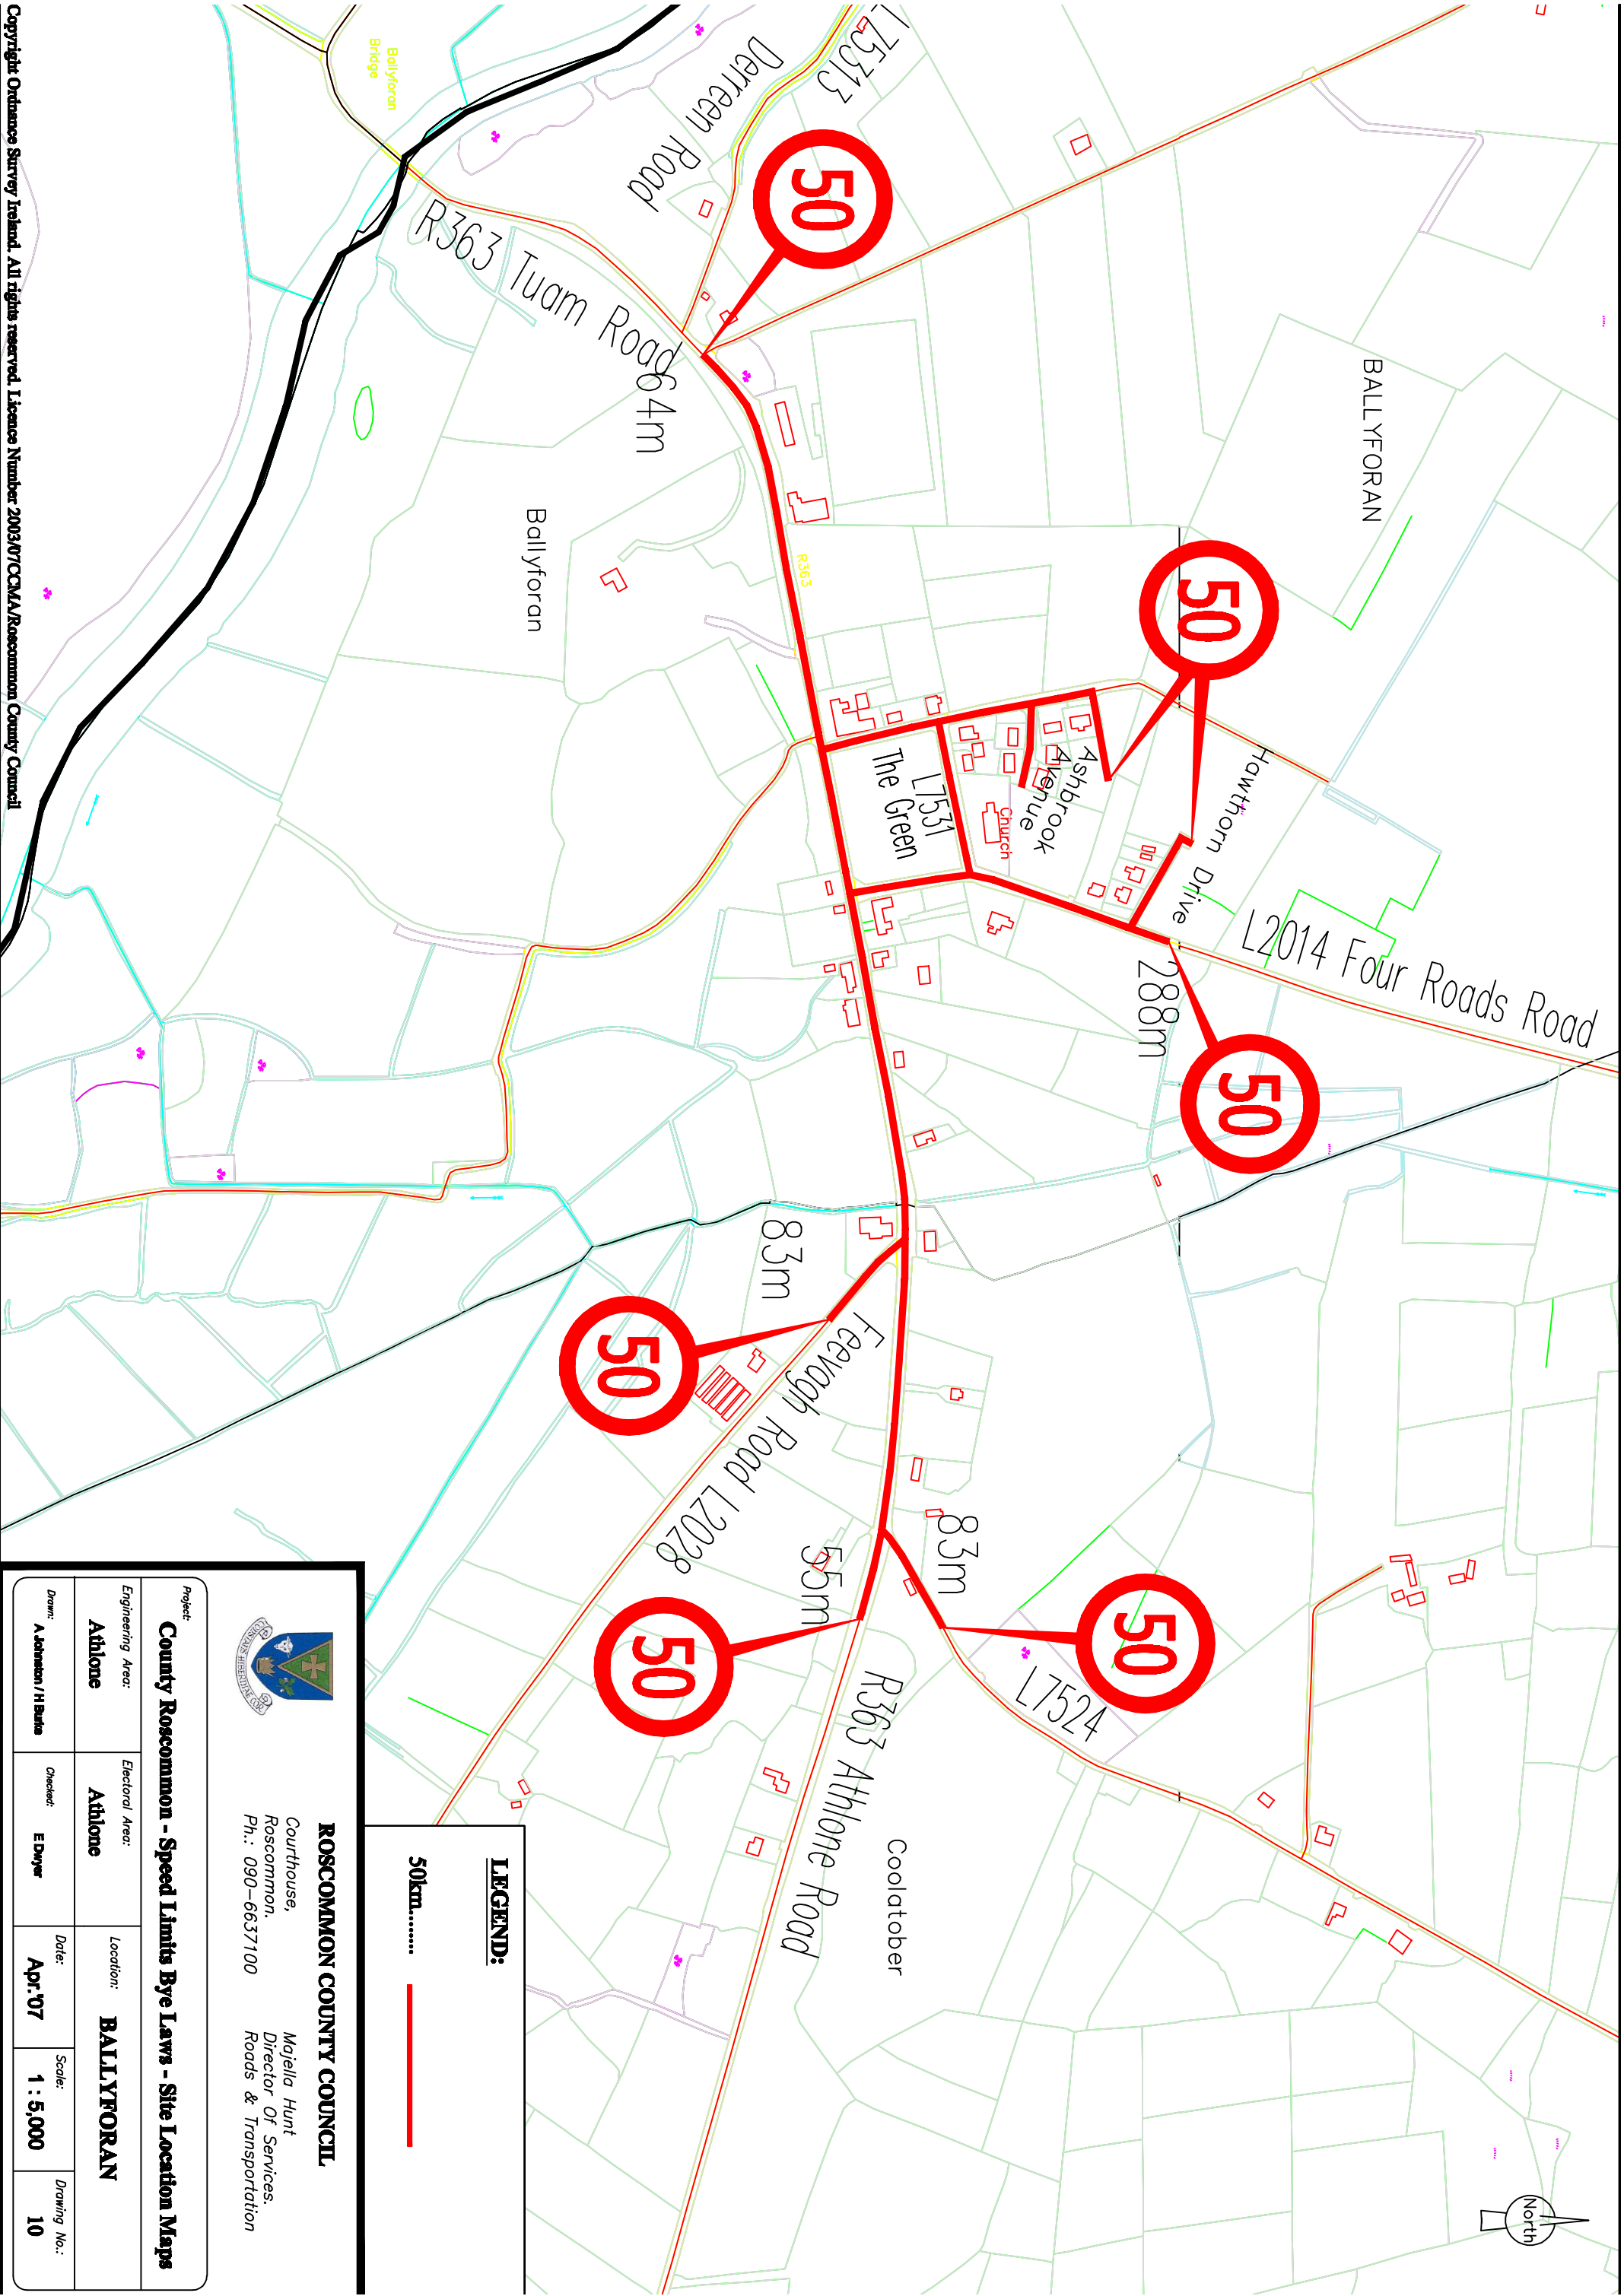 BALLYFORAN
L7531 3
Derreen Road
Ballyforan
Bridge
50
R363 Tuam Road
64m
R363
Ballyforan
50
Hawthorn Drive
Ashbrook
Avenue
Church
L7531
The Green
L2014 Four Roads Road
288m
50
83m
50
Feevagh Road L2028
83m
50
L7524
55m
50
R363 Athlone Road
Coolatober
North
LEGEND:
50km........
ROSCOMMON COUNTY COUNCIL
Courthouse,
Roscommon.
Ph.: 090-6637100
Majella Hunt
Director Of Services.
Roads & Transportation
Project:
County Roscommon - Speed Limits Bye Laws - Site Location Maps
Engineering Area:
Athlone
Electoral Area:
Athlone
Location:
BALLYFORAN
Drawn:
A Johnston / H Burke
Checked:
E Dwyer
Date:
Apr.'07
Scale:
1 : 5,000
Drawing No.:
10
Copyright Ordnance Survey Ireland. All rights reserved. Licence Number 2003/07CCMA/Roscommon County Council